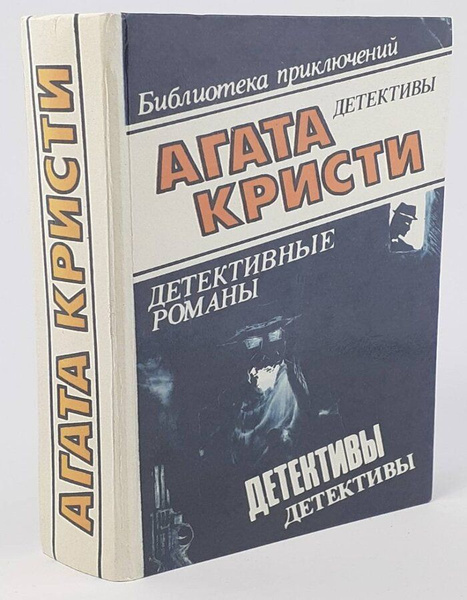 АГАТА КРИСТИ
Библиотека приключений
ДЕТЕКТИВЫ
АГАТА
КРИСТИ
ДЕТЕКТИВНЫЕ
РОМАНЫ
ДЕТЕКТИВЫ
ДЕТЕКТИВЫ